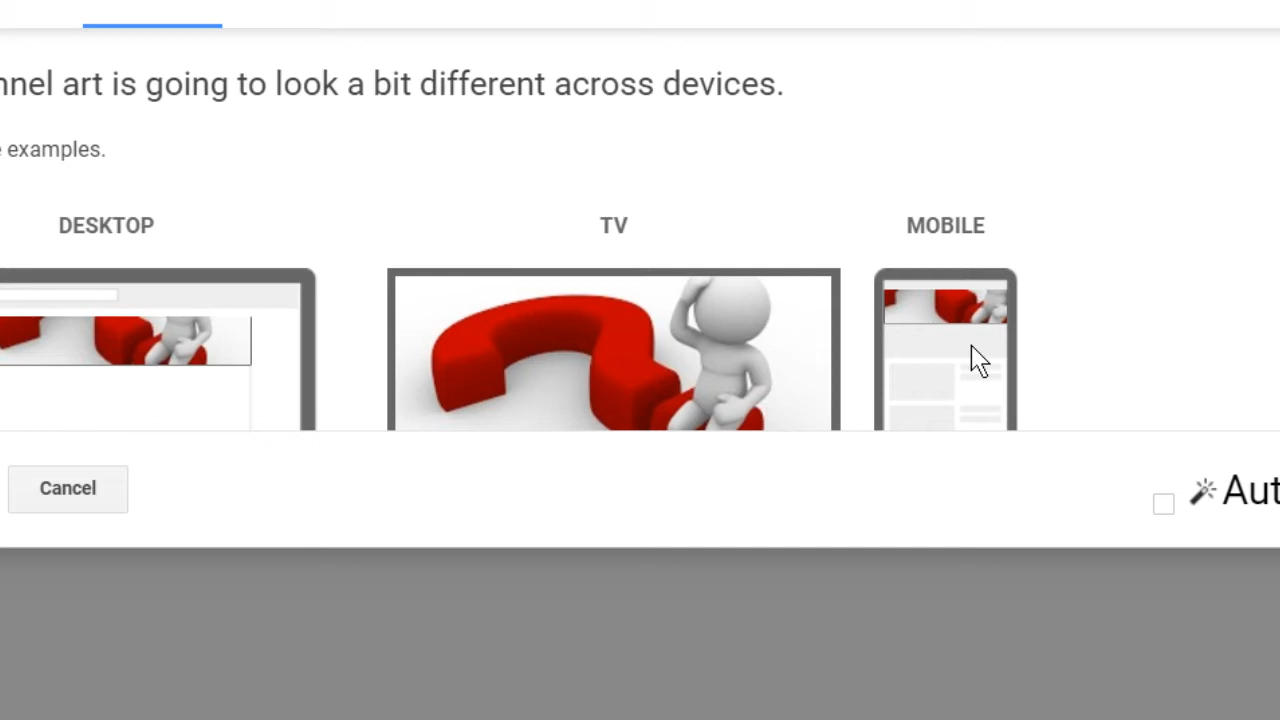 nnel art is going to look a bit different across devices.
examples.
DESKTOP
TV
MOBILE
Cancel
Aut